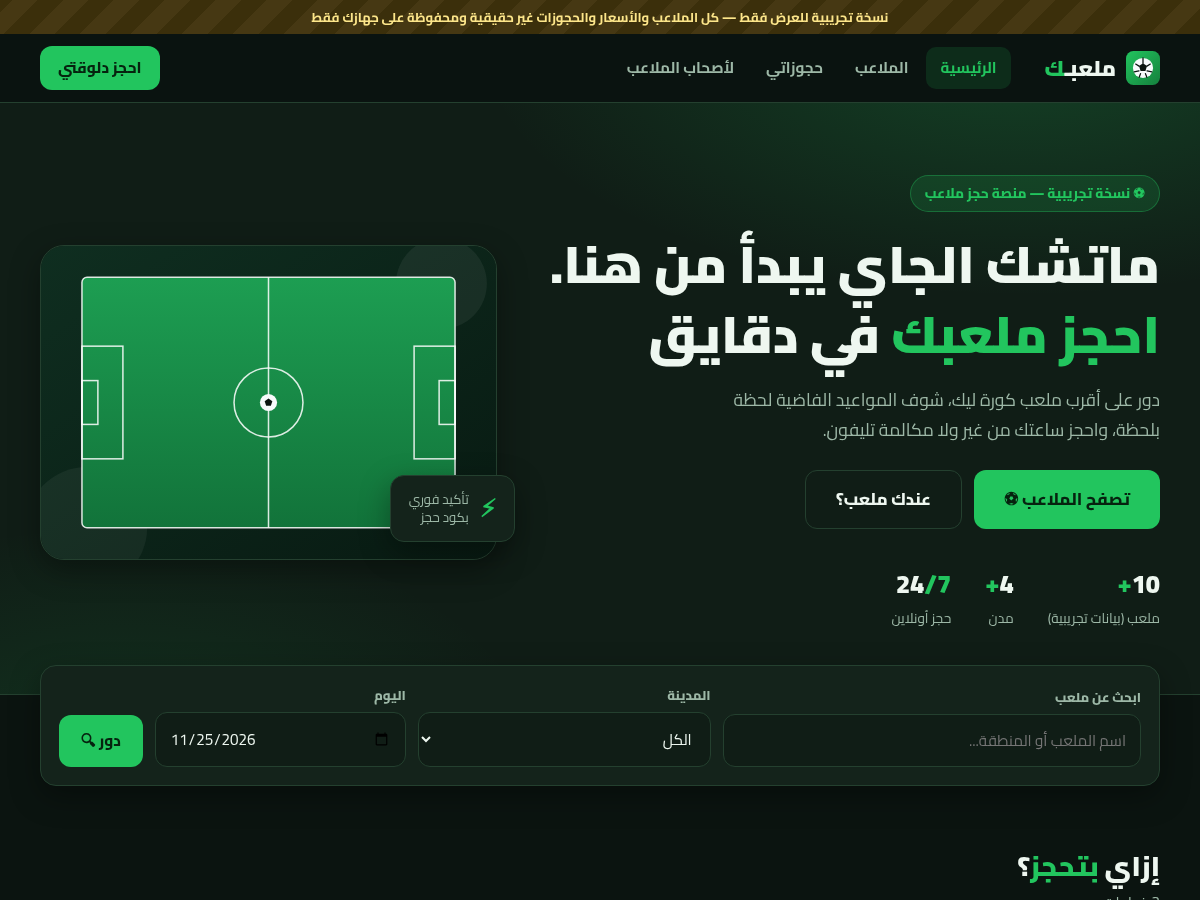 نسخة تجريبية للعرض فقط — كل الملاعب والأسعار والحجوزات غير حقيقية ومحفوظة على جهازك فقط
ملعبـك
الرئيسية
الملاعب
حجوزاتي
لأصحاب الملاعب
احجز دلوقتي
نسخة تجريبية — منصة حجز ملاعب
ماتشك الجاي يبدأ من هنا.
احجز ملعبك في دقايق
دور على أقرب ملعب كورة ليك، شوف المواعيد الفاضية لحظة
بلحظة، واحجز ساعتك من غير ولا مكالمة تليفون.
تصفح الملاعب ⚽
عندك ملعب؟
تأكيد فوري
بكود حجز
10+
ملعب (بيانات تجريبية)
4+
مدن
24/7
حجز أونلاين
ابحث عن ملعب
اسم الملعب أو المنطقة...
المدينة
الكل
اليوم
11/25/2026
دور 🔍
إزاي بتحجز؟